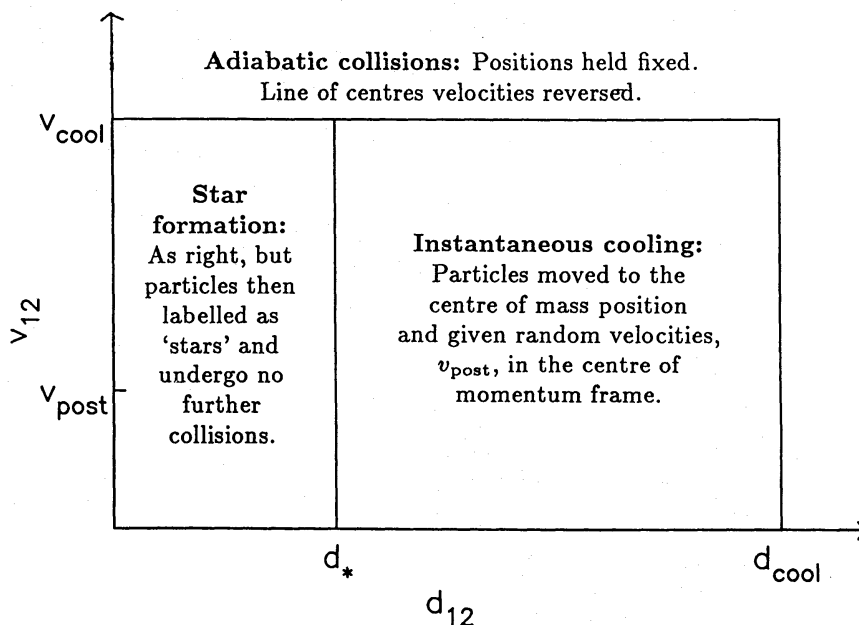 Adiabatic collisions: Positions held fixed.
Line of centres velocities reversed.
v_cool
Star
formation:
As right, but
particles then
labelled as
‘stars’ and
undergo no
further
collisions.
Instantaneous cooling:
Particles moved to the
centre of mass position
and given random velocities,
v_post, in the centre of
momentum frame.
v_12
v_post
d_*
d_cool
d_12